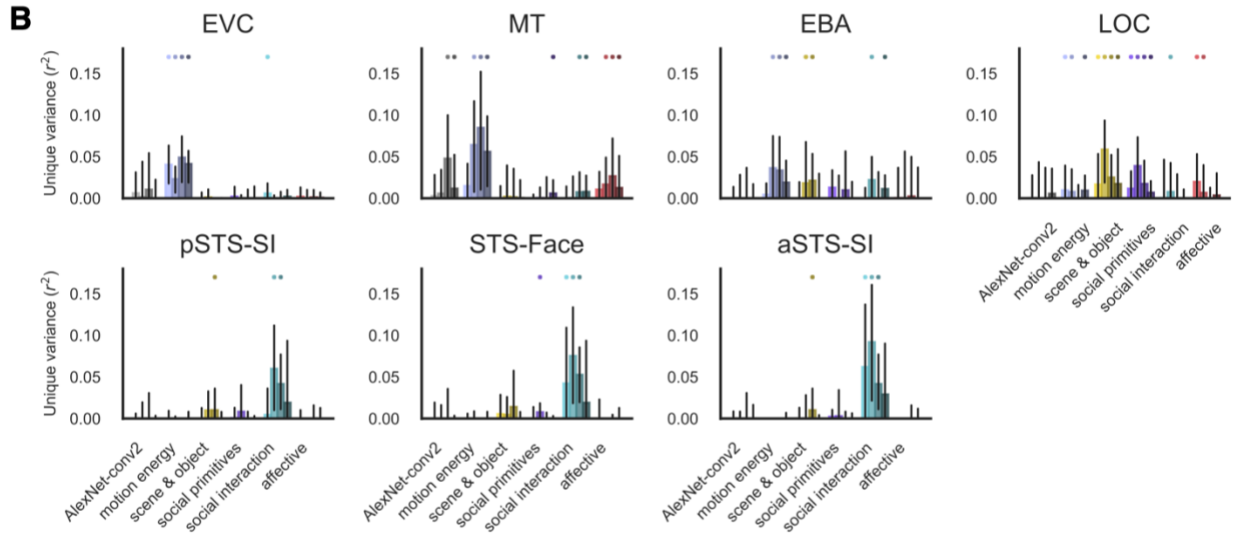 B
EVC
MT
EBA
LOC
Unique variance (r²)
0.15
0.10
0.05
0.00
0.15
0.10
0.05
0.00
0.15
0.10
0.05
0.00
0.15
0.10
0.05
0.00
AlexNet-conv2
motion energy
scene & object
social primitives
social interaction
affective
pSTS-SI
STS-Face
aSTS-SI
Unique variance (r²)
0.15
0.10
0.05
0.00
0.15
0.10
0.05
0.00
0.15
0.10
0.05
0.00
AlexNet-conv2
motion energy
scene & object
social primitives
social interaction
affective
AlexNet-conv2
motion energy
scene & object
social primitives
social interaction
affective
AlexNet-conv2
motion energy
scene & object
social primitives
social interaction
affective